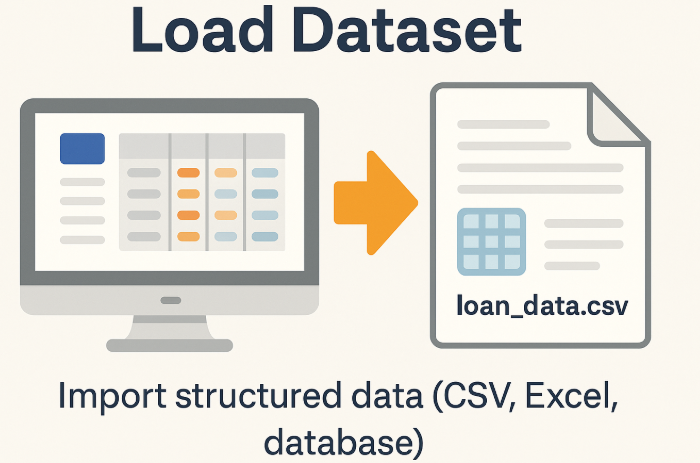 Load Dataset
loan_data.csv
Import structured data (CSV, Excel,
database)